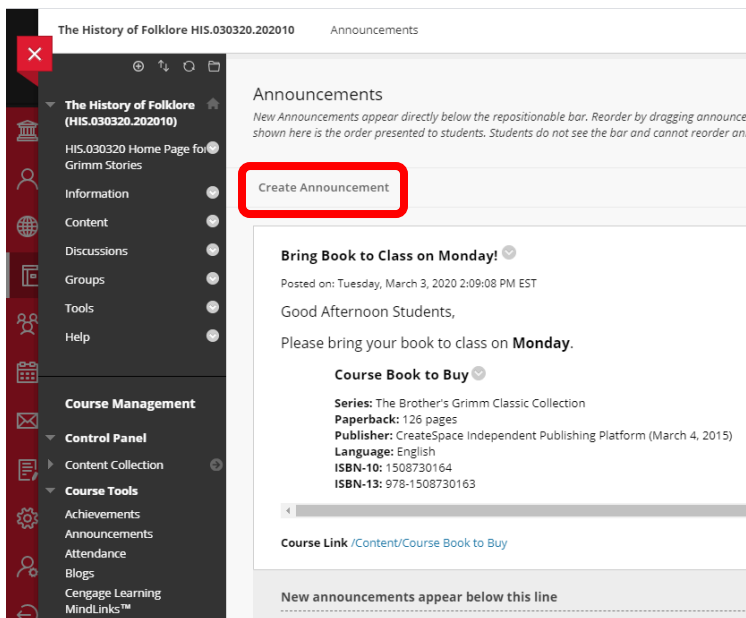 The History of Folklore HIS.030320.202010
Announcements
The History of Folklore
(HIS.030320.202010)
HIS.030320 Home Page for
Grimm Stories
Information
Content
Discussions
Groups
Tools
Help
Course Management
Control Panel
Content Collection
Course Tools
Achievements
Announcements
Attendance
Blogs
Cengage Learning
MindLinks™
Announcements
New Announcements appear directly below the repositionable bar. Reorder by dragging announce
shown here is the order presented to students. Students do not see the bar and cannot reorder an
Create Announcement
Bring Book to Class on Monday!
Posted on: Tuesday, March 3, 2020 2:09:08 PM EST
Good Afternoon Students,
Please bring your book to class on Monday.
Course Book to Buy
Series: The Brother's Grimm Classic Collection
Paperback: 126 pages
Publisher: CreateSpace Independent Publishing Platform (March 4, 2015)
Language: English
ISBN-10: 1508730164
ISBN-13: 978-1508730163
Course Link /Content/Course Book to Buy
New announcements appear below this line